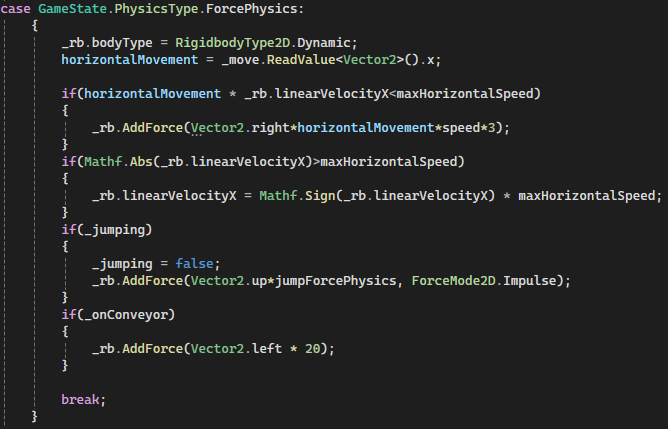 case GameState.PhysicsType.ForcePhysics:
{
_rb.bodyType = RigidbodyType2D.Dynamic;
horizontalMovement = _move.ReadValue<Vector2>().x;
if(horizontalMovement * _rb.linearVelocityX<maxHorizontalSpeed)
{
_rb.AddForce(Vector2.right*horizontalMovement*speed*3);
}
if(Mathf.Abs(_rb.linearVelocityX)>maxHorizontalSpeed)
{
_rb.linearVelocityX = Mathf.Sign(_rb.linearVelocityX) * maxHorizontalSpeed;
}
if(_jumping)
{
_jumping = false;
_rb.AddForce(Vector2.up*jumpForcePhysics, ForceMode2D.Impulse);
}
if(_onConveyor)
{
_rb.AddForce(Vector2.left * 20);
}
break;
}